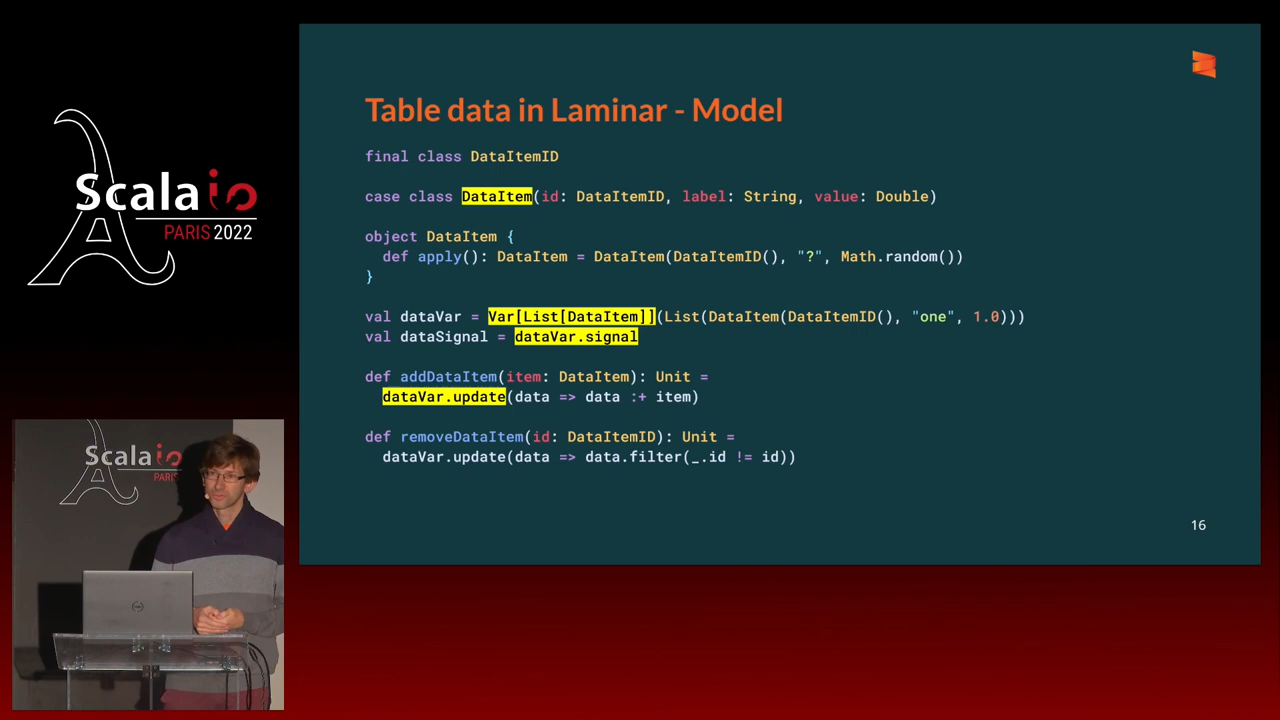 Scala io
PARIS 2022
Table data in Laminar - Model
final class DataItemID
case class DataItem(id: DataItemID, label: String, value: Double)
object DataItem {
  def apply(): DataItem = DataItem(DataItemID(), "?", Math.random())
}
val dataVar = Var[List[DataItem]](List(DataItem(DataItemID(), "one", 1.0)))
val dataSignal = dataVar.signal
def addDataItem(item: DataItem): Unit =
  dataVar.update(data => data :+ item)
def removeDataItem(id: DataItemID): Unit =
  dataVar.update(data => data.filter(_.id != id))
16
Scala io
PARIS